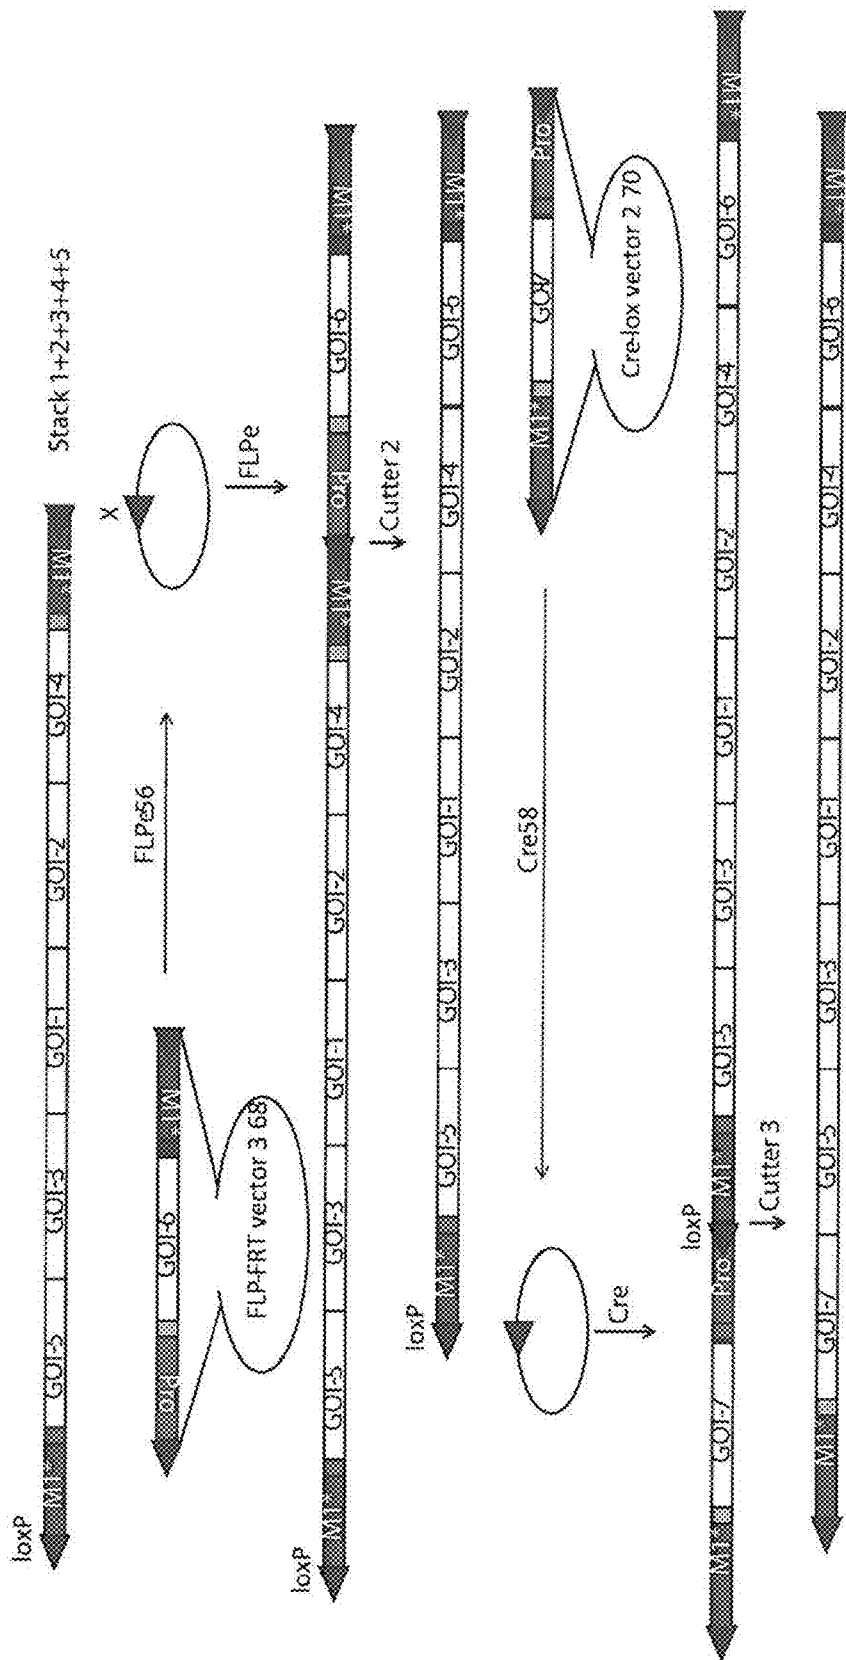 loxP
GOI-5 GOI-3 GOI-1 GOI-2 GOI-4
Stack 1+2+3+4+5
X
Pro GOI-6
FLPe56
FLP-FRT vector 3 68
FLPe
loxP
GOI-5 GOI-3 GOI-1 GOI-2 GOI-4 Pro GOI-6
Cutter 2
loxP
GOI-5 GOI-3 GOI-1 GOI-2 GOI-4 GOI-6
Cre58
Pro
Cre
Cre-lox vector 2 70
loxP
GOI-7 Pro GOI-5 GOI-3 GOI-1 GOI-2 GOI-4 GOI-6
Cutter 3
GOI-7 GOI-5 GOI-3 GOI-1 GOI-2 GOI-4 GOI-6